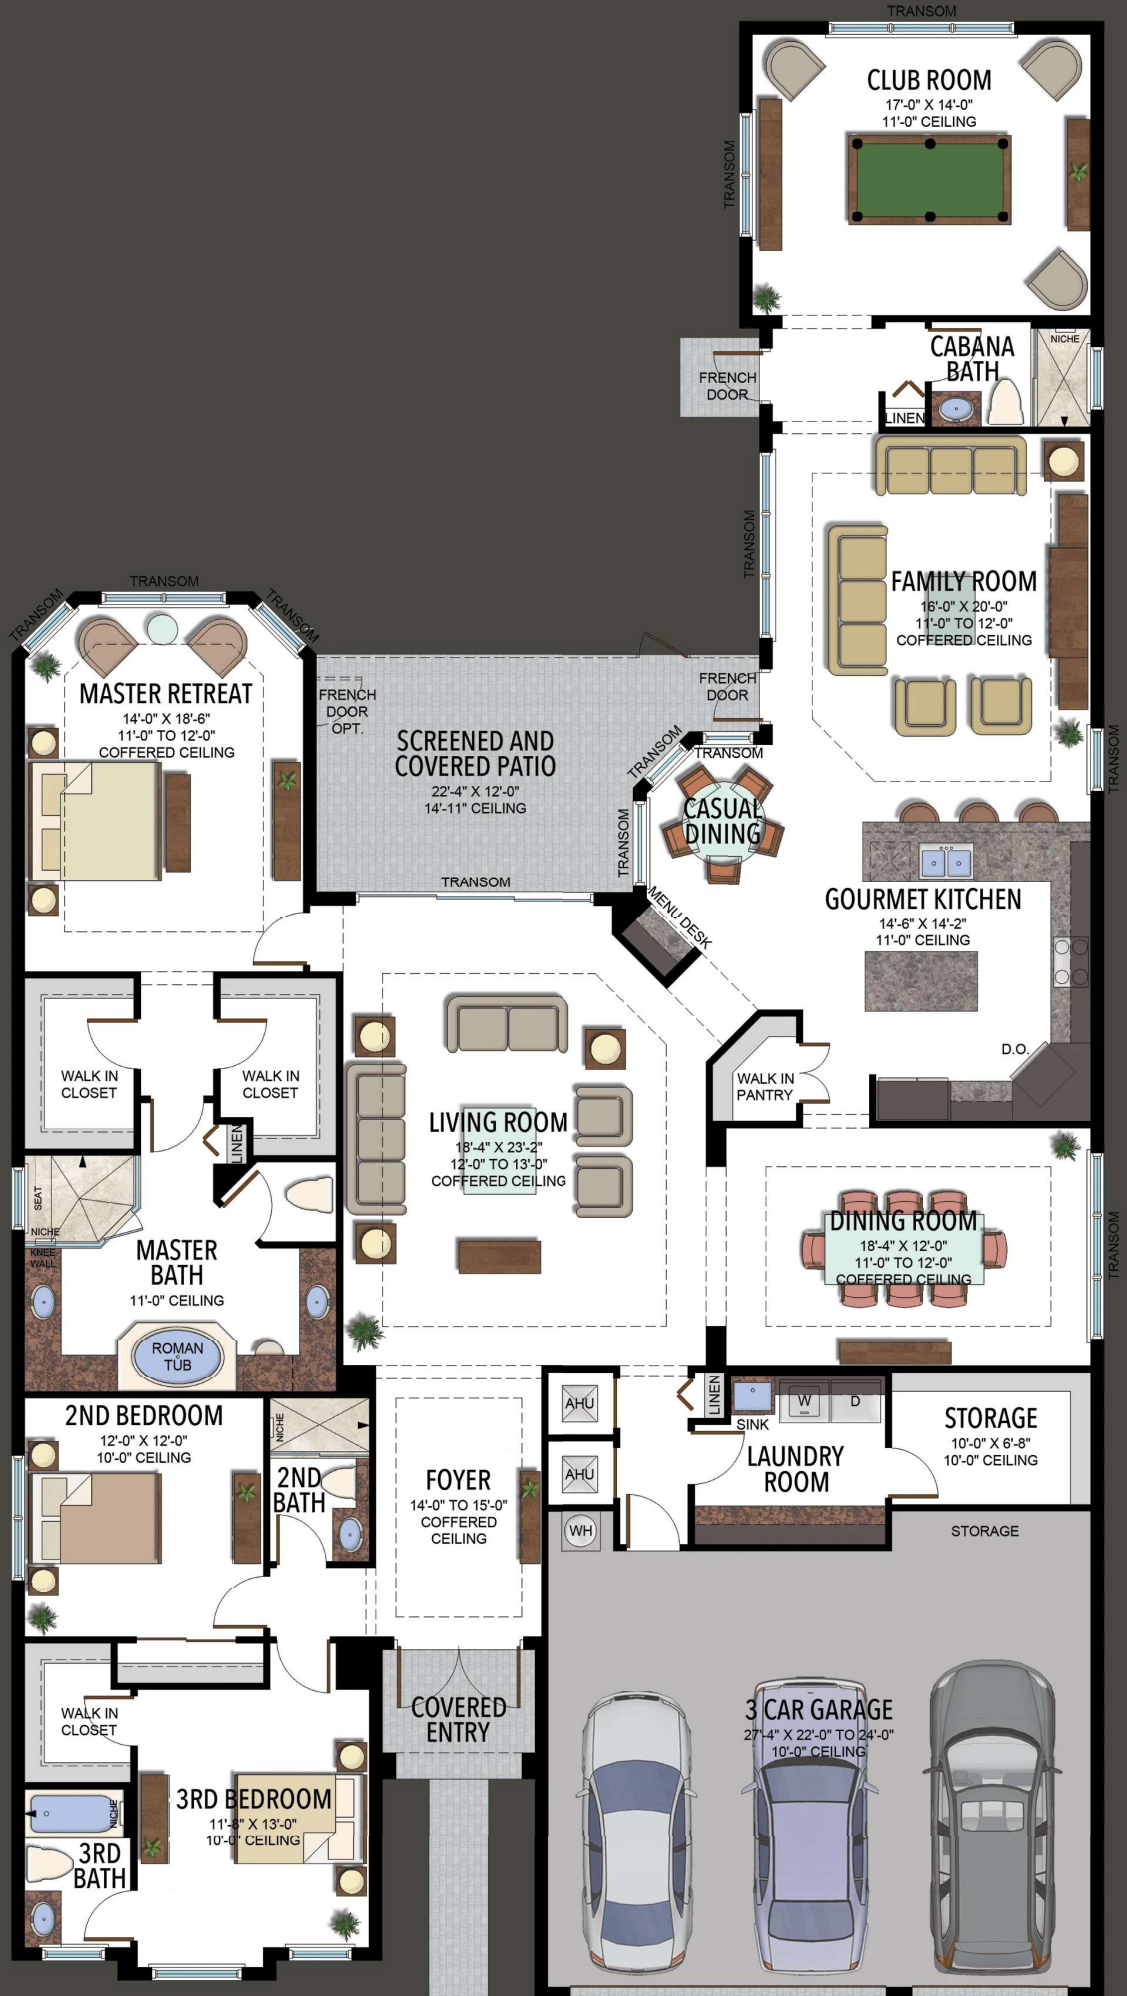 TRANSOM
CLUB ROOM
17'-0" X 14'-0"
11'-0" CEILING
TRANSOM
CABANA
BATH
NICHE
FRENCH
DOOR
LINEN
TRANSOM
FAMILY ROOM
16'-0" X 20'-0"
11'-0" TO 12'-0"
COFFERED CEILING
TRANSOM
TRANSOM
TRANSOM
TRANSOM
MASTER RETREAT
14'-0" X 18'-6"
11'-0" TO 12'-0"
COFFERED CEILING
FRENCH
DOOR
OPT.
FRENCH
DOOR
SCREENED AND
COVERED PATIO
22'-4" X 12'-0"
14'-11" CEILING
TRANSOM
TRANSOM
TRANSOM
TRANSOM
CASUAL
DINING
MENU DESK
GOURMET KITCHEN
14'-6" X 14'-2"
11'-0" CEILING
D.O.
WALK IN
CLOSET
WALK IN
CLOSET
WALK IN
PANTRY
LINEN
LIVING ROOM
18'-4" X 23'-2"
12'-0" TO 13'-0"
COFFERED CEILING
SEAT
NICHE
KNEE
WALL
MASTER
BATH
11'-0" CEILING
ROMAN
TUB
DINING ROOM
18'-4" X 12'-0"
11'-0" TO 12'-0"
COFFERED CEILING
TRANSOM
2ND BEDROOM
12'-0" X 12'-0"
10'-0" CEILING
NICHE
2ND
BATH
FOYER
14'-0" TO 15'-0"
COFFERED
CEILING
AHU
AHU
LINEN
SINK
W
D
LAUNDRY
ROOM
STORAGE
10'-0" X 6'-8"
10'-0" CEILING
WH
STORAGE
WALK IN
CLOSET
COVERED
ENTRY
3 CAR GARAGE
27'-4" X 22'-0" TO 24'-0"
10'-0" CEILING
3RD BEDROOM
11'-8" X 13'-0"
10'-0" CEILING
NICHE
3RD
BATH